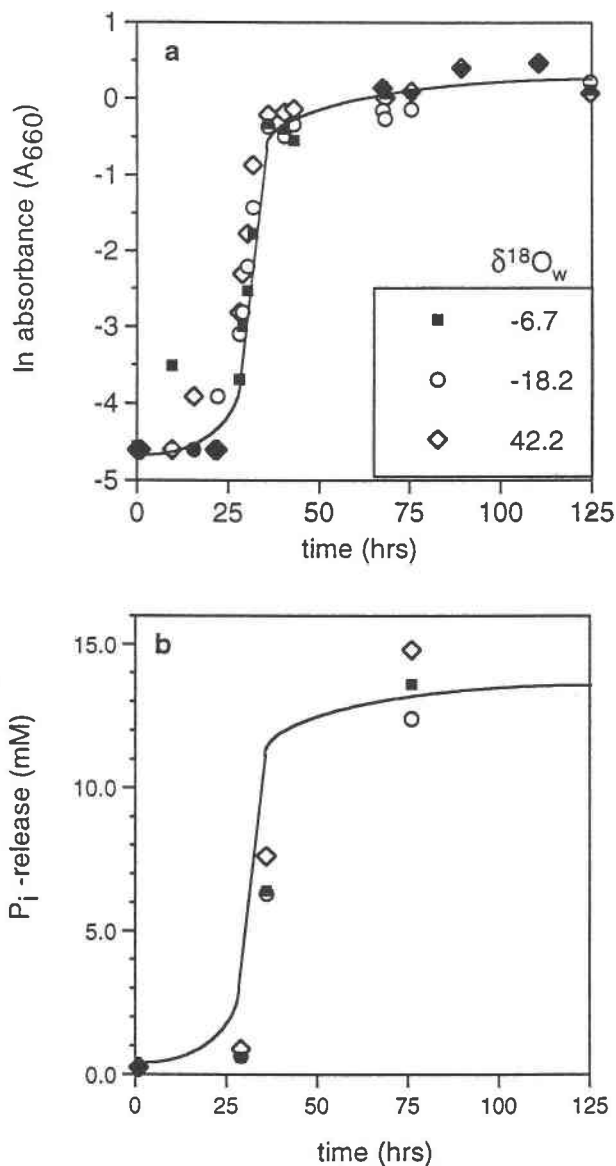 a
ln absorbance (A660)
1
0
-1
-2
-3
-4
-5
δ18Ow
-6.7
-18.2
42.2
0 25 50 75 100 125
time (hrs)
b
Pi -release (mM)
15.0
10.0
5.0
0.0
0 25 50 75 100 125
time (hrs)